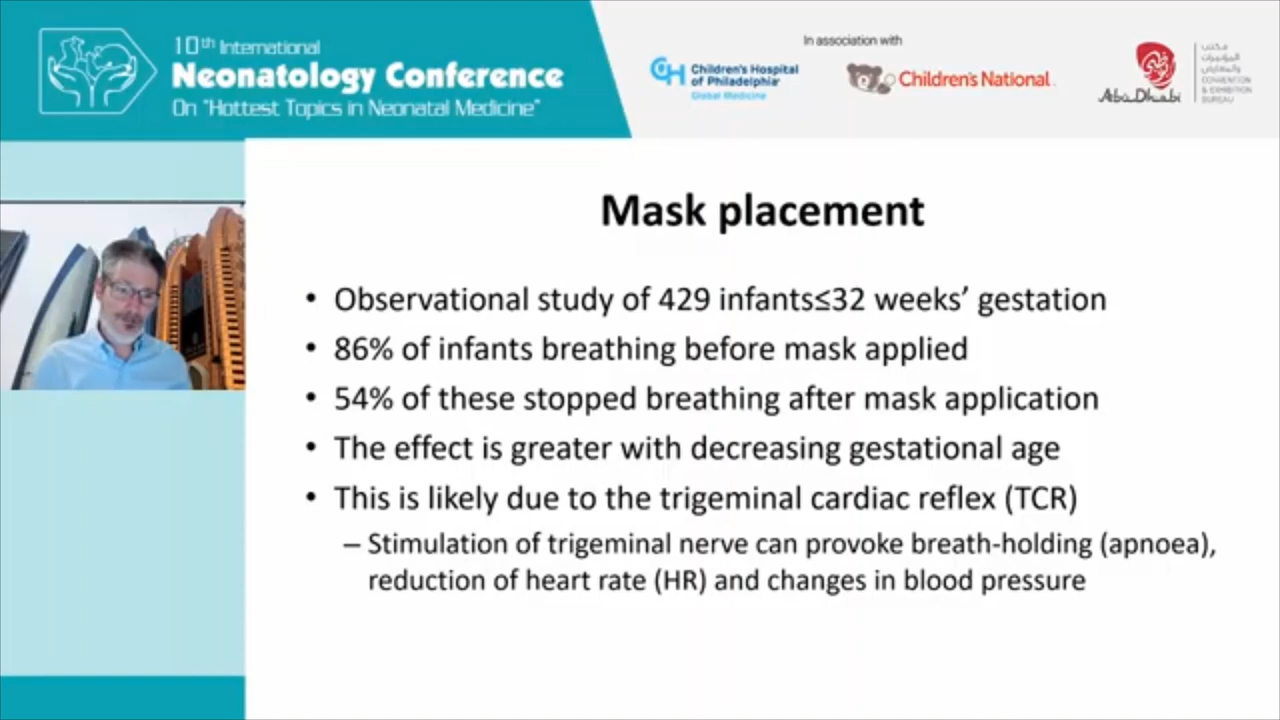 10th International
Neonatology Conference
On "Hottest Topics in Neonatal Medicine"
In association with
Children's Hospital
of Philadelphia
Global Medicine
Children's National
Abu Dhabi
مكتب
المؤتمرات
والمعارض
CONVENTION
& EXHIBITION
BUREAU
Mask placement
• Observational study of 429 infants≤32 weeks’ gestation
• 86% of infants breathing before mask applied
• 54% of these stopped breathing after mask application
• The effect is greater with decreasing gestational age
• This is likely due to the trigeminal cardiac reflex (TCR)
– Stimulation of trigeminal nerve can provoke breath-holding (apnoea),
reduction of heart rate (HR) and changes in blood pressure